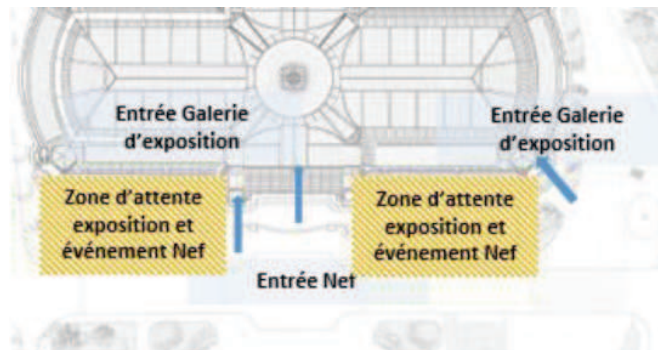 Entrée Galerie
d’exposition
Entrée Galerie
d’exposition
Zone d’attente
exposition et
événement Nef
Zone d’attente
exposition et
événement Nef
Entrée Nef